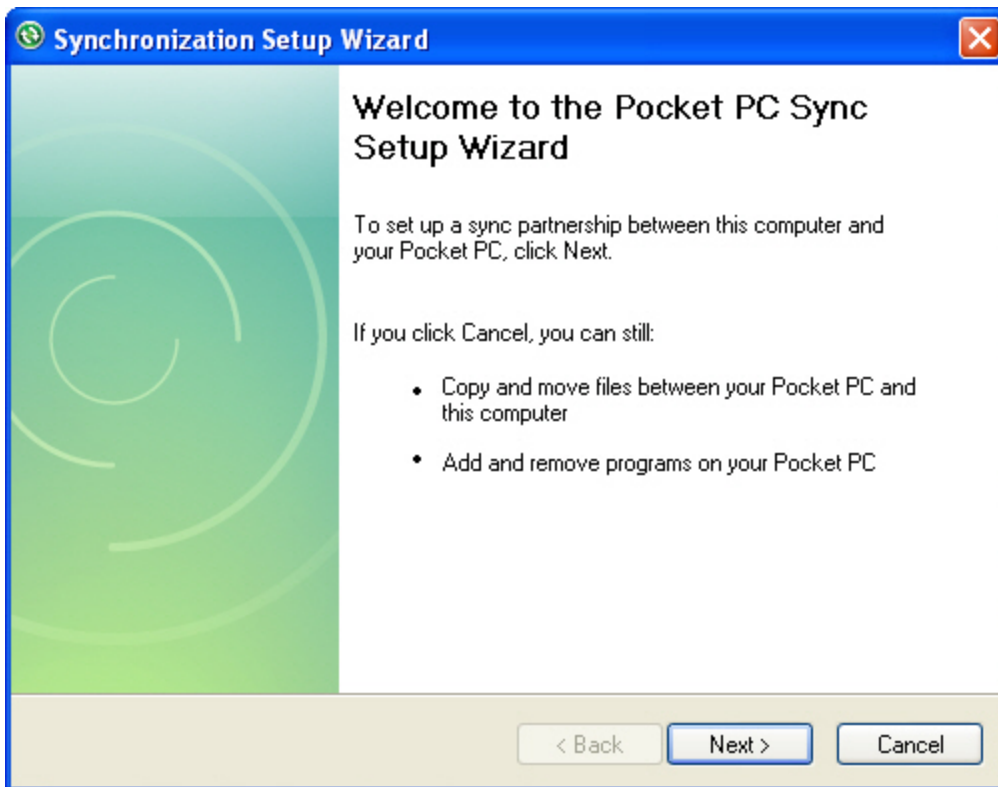 Synchronization Setup Wizard
Welcome to the Pocket PC Sync
Setup Wizard
To set up a sync partnership between this computer and
your Pocket PC, click Next.
If you click Cancel, you can still:
• Copy and move files between your Pocket PC and
this computer
• Add and remove programs on your Pocket PC
< Back Next > Cancel